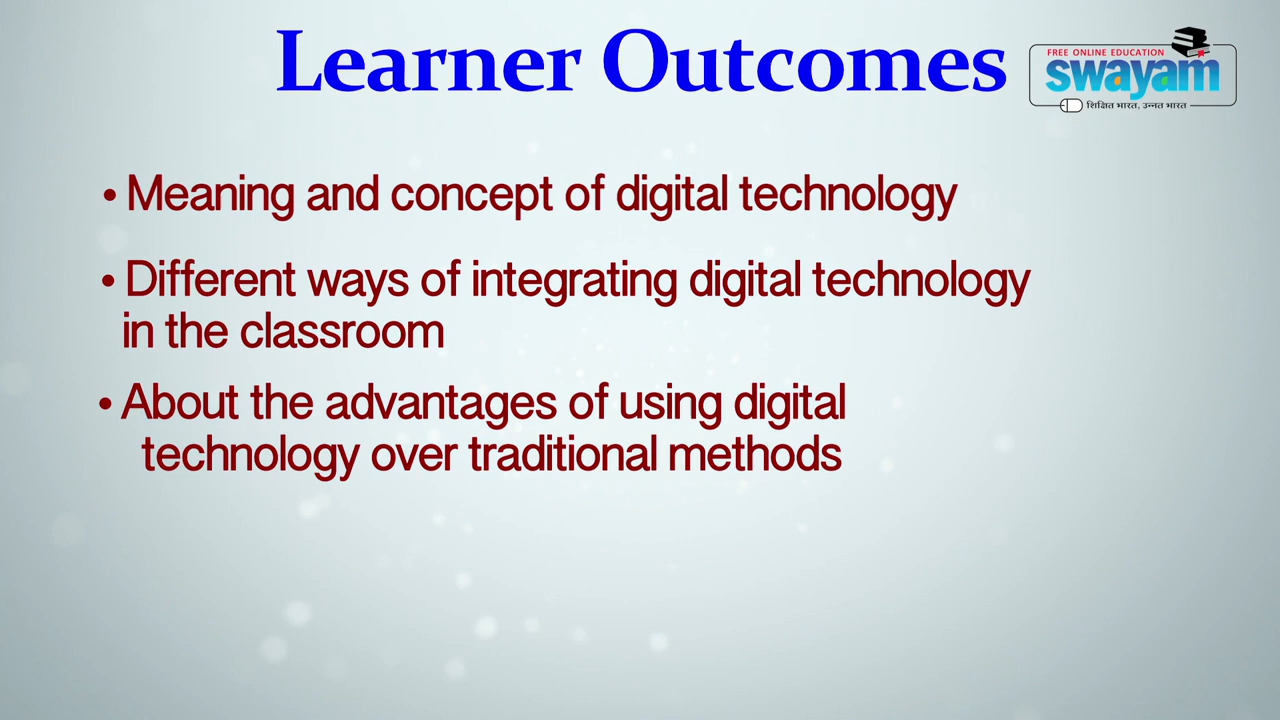 Learner Outcomes
FREE ONLINE EDUCATION
swayam
शिक्षित भारत, उन्नत भारत
• Meaning and concept of digital technology
• Different ways of integrating digital technology
in the classroom
• About the advantages of using digital
technology over traditional methods